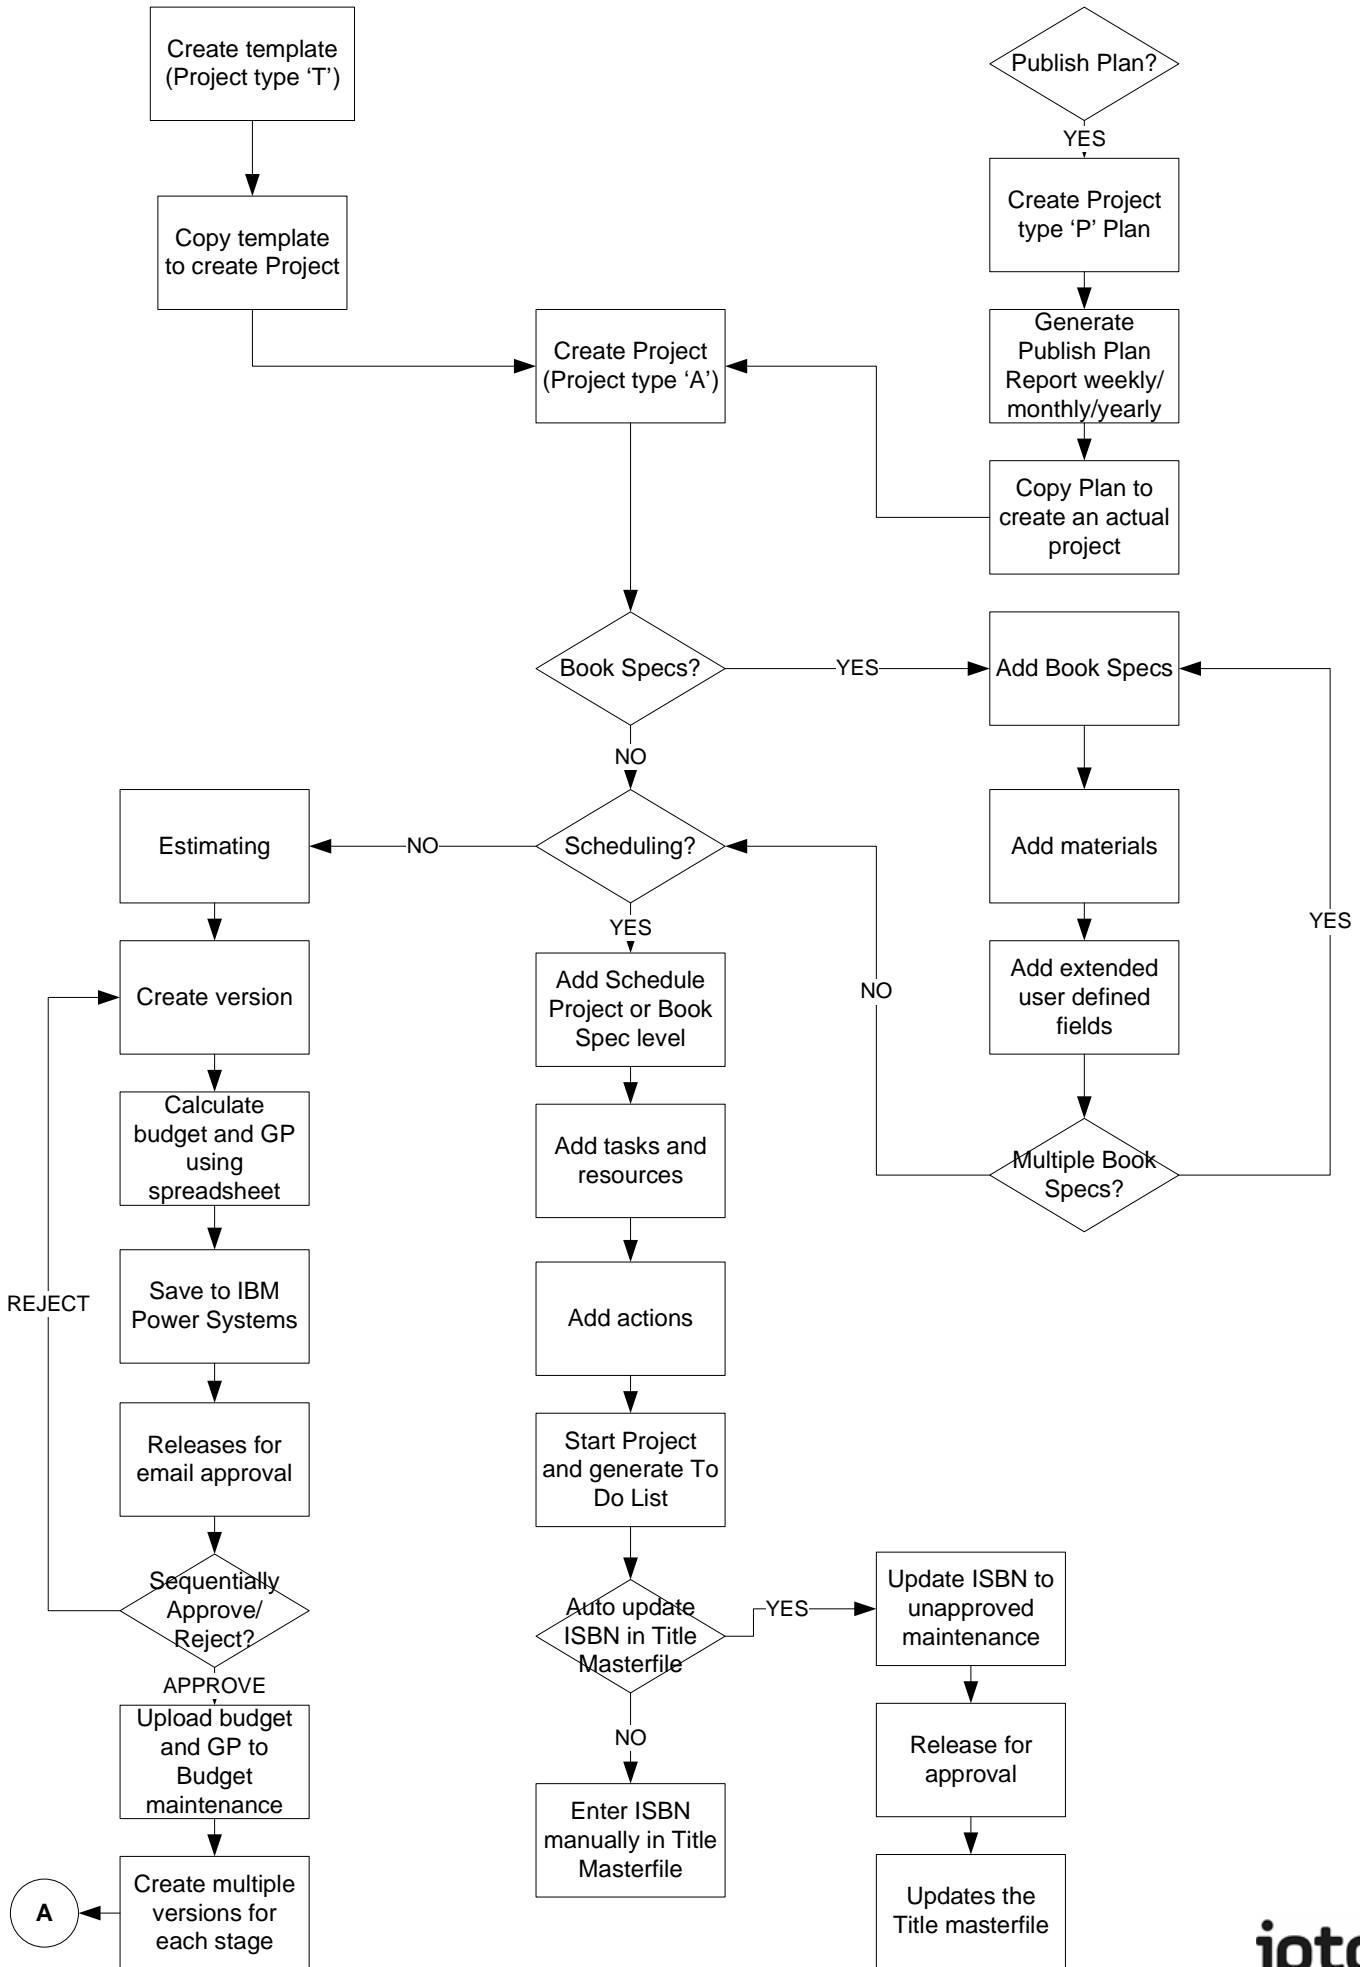 Create template
(Project type ‘T’)
Publish Plan?
YES
Copy template
to create Project
Create Project
type ‘P’ Plan
Create Project
(Project type ‘A’)
Generate
Publish Plan
Report weekly/
monthly/yearly
Copy Plan to
create an actual
project
Book Specs?
YES
Add Book Specs
NO
Estimating
NO
Scheduling?
Add materials
YES
YES
Create version
Add Schedule
Project or Book
Spec level
NO
Add extended
user defined
fields
Calculate
budget and GP
using
spreadsheet
Add tasks and
resources
Multiple Book
Specs?
REJECT
Save to IBM
Power Systems
Add actions
Releases for
email approval
Start Project
and generate To
Do List
Sequentially
Approve/
Reject?
Auto update
ISBN in Title
Masterfile
YES
Update ISBN to
unapproved
maintenance
APPROVE
Upload budget
and GP to
Budget
maintenance
NO
Release for
approval
Enter ISBN
manually in Title
Masterfile
A
Create multiple
versions for
each stage
Updates the
Title masterfile